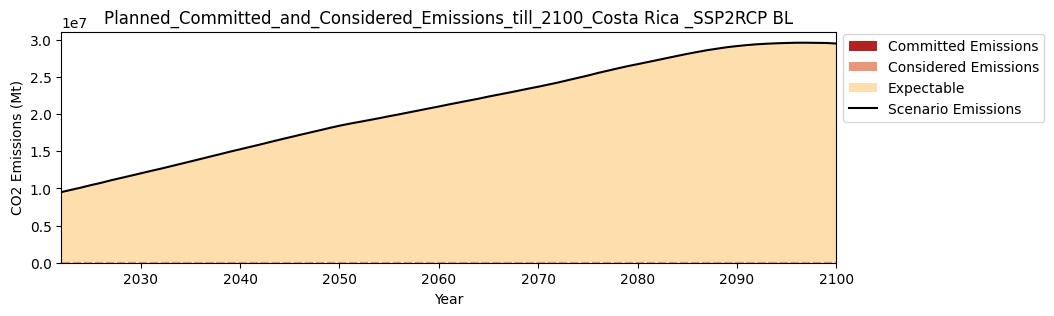 Planned_Committed_and_Considered_Emissions_till_2100_Costa Rica _SSP2RCP BL
1e7
3.0
2.5
2.0
1.5
1.0
0.5
0.0
CO2 Emissions (Mt)
2030 2040 2050 2060 2070 2080 2090 2100
Year
Committed Emissions
Considered Emissions
Expectable
Scenario Emissions